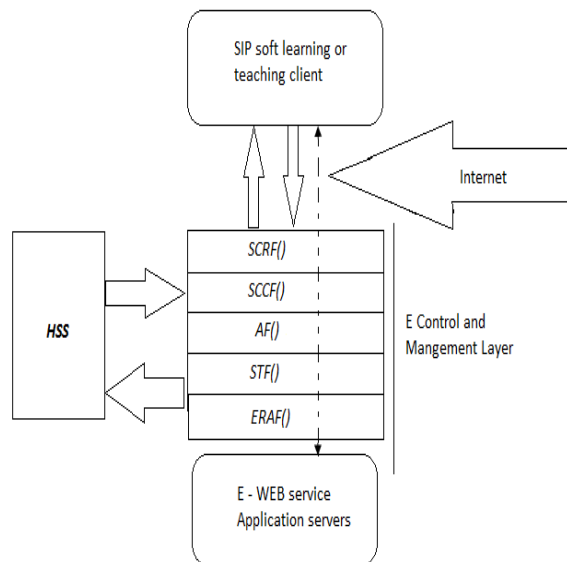 SIP soft learning or
teaching client
Internet
SCRF()
SCCF()
HSS
AF()
E Control and
Mangement Layer
STF()
ERAF()
E - WEB service
Application servers